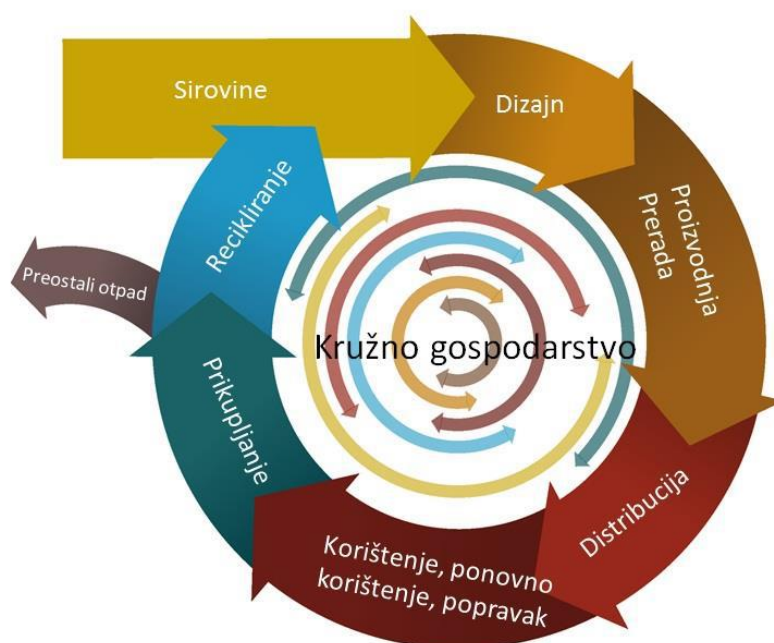 Sirovine
Dizajn
Proizvodnja
Prerada
Distribucija
Korištenje, ponovno
korištenje, popravak
Prikupljanje
Recikliranje
Preostali otpad
Kružno gospodarstvo